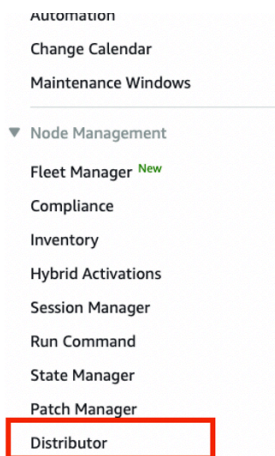 Automation
Change Calendar
Maintenance Windows
Node Management
Fleet Manager New
Compliance
Inventory
Hybrid Activations
Session Manager
Run Command
State Manager
Patch Manager
Distributor